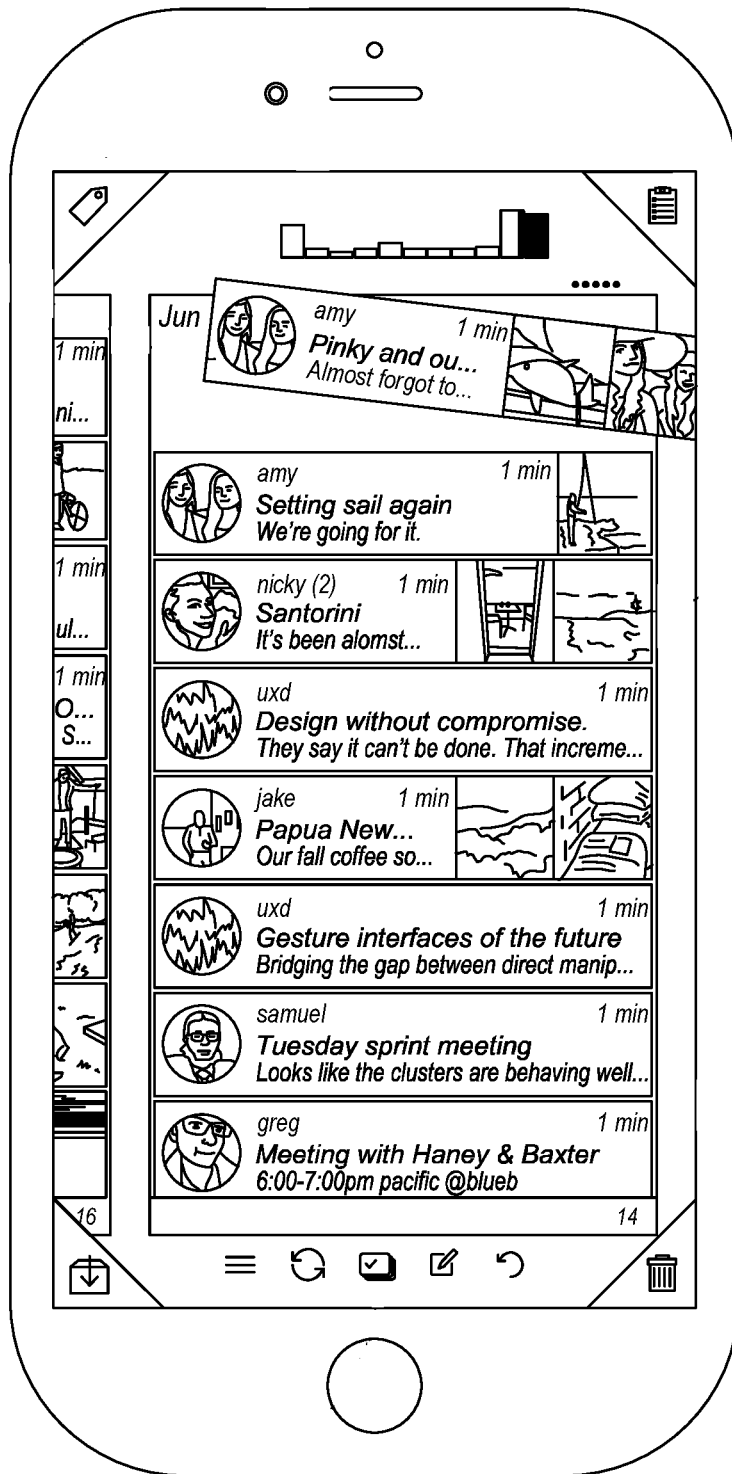 Jun
amy
1 min
Pinky and ou...
Almost forgot to...
1 min
ni...
amy
1 min
Setting sail again
We're going for it.
1 min
ul...
nicky (2)
1 min
Santorini
It's been alomst...
1 min
O...
S...
uxd
1 min
Design without compromise.
They say it can't be done. That increme...
jake
1 min
Papua New...
Our fall coffee so...
uxd
1 min
Gesture interfaces of the future
Bridging the gap between direct manip...
samuel
1 min
Tuesday sprint meeting
Looks like the clusters are behaving well...
greg
1 min
Meeting with Haney & Baxter
6:00-7:00pm pacific @blueb
16
14